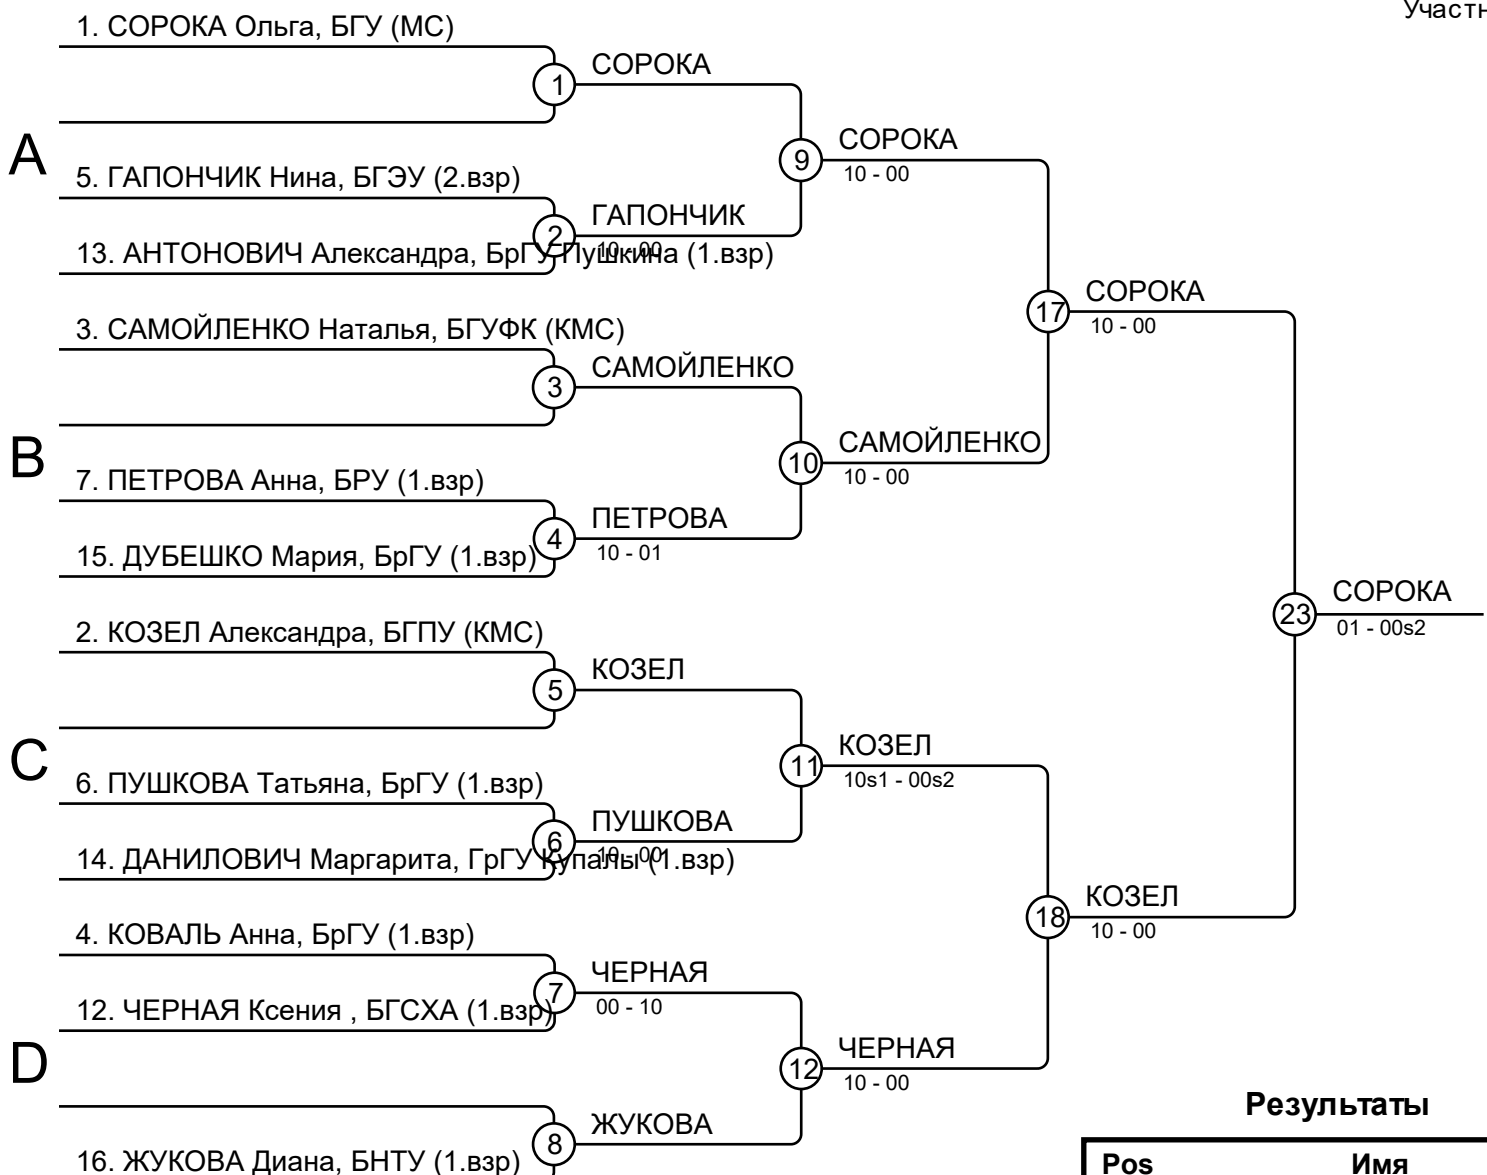 Участн
1. СОРОКА Ольга, БГУ (МС)
1
СОРОКА
A
9
СОРОКА
10 - 00
5. ГАПОНЧИК Нина, БГЭУ (2.взр)
2
ГАПОНЧИК
10 - 00
13. АНТОНОВИЧ Александра, БрГУ Пушкина (1.взр)
17
СОРОКА
10 - 00
3. САМОЙЛЕНКО Наталья, БГУФК (КМС)
3
САМОЙЛЕНКО
B
10
САМОЙЛЕНКО
10 - 00
7. ПЕТРОВА Анна, БРУ (1.взр)
4
ПЕТРОВА
10 - 01
15. ДУБЕШКО Мария, БрГУ (1.взр)
23
СОРОКА
01 - 00s2
2. КОЗЕЛ Александра, БГПУ (КМС)
5
КОЗЕЛ
C
11
КОЗЕЛ
10s1 - 00s2
6. ПУШКОВА Татьяна, БрГУ (1.взр)
6
ПУШКОВА
10 - 00
14. ДАНИЛОВИЧ Маргарита, ГрГУ Купалы (1.взр)
18
КОЗЕЛ
10 - 00
4. КОВАЛЬ Анна, БрГУ (1.взр)
7
ЧЕРНАЯ
00 - 10
12. ЧЕРНАЯ Ксения , БГСХА (1.взр)
D
12
ЧЕРНАЯ
10 - 00
8
ЖУКОВА
16. ЖУКОВА Диана, БНТУ (1.взр)
Результаты
Pos Имя